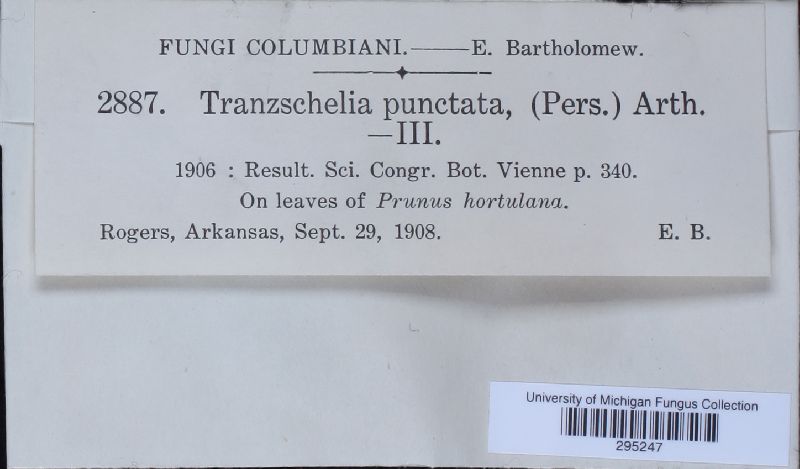 FUNGI COLUMBIANI.——E. Bartholomew.
2887. Tranzschelia punctata, (Pers.) Arth.
—III.
1906 : Result. Sci. Congr. Bot. Vienne p. 340.
On leaves of Prunus hortulana.
Rogers, Arkansas, Sept. 29, 1908. E. B.
University of Michigan Fungus Collection
295247